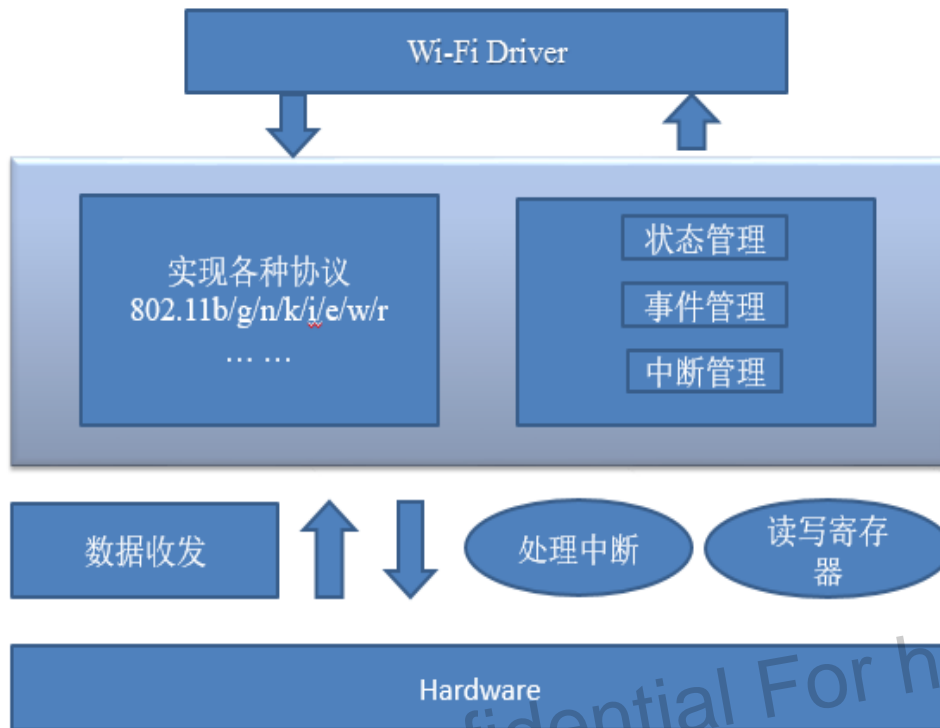 Wi-Fi Driver
实现各种协议
802.11b/g/n/k/i/e/w/r
… …
状态管理
事件管理
中断管理
数据收发
处理中断
读写寄存
器
Hardware
fidential For h